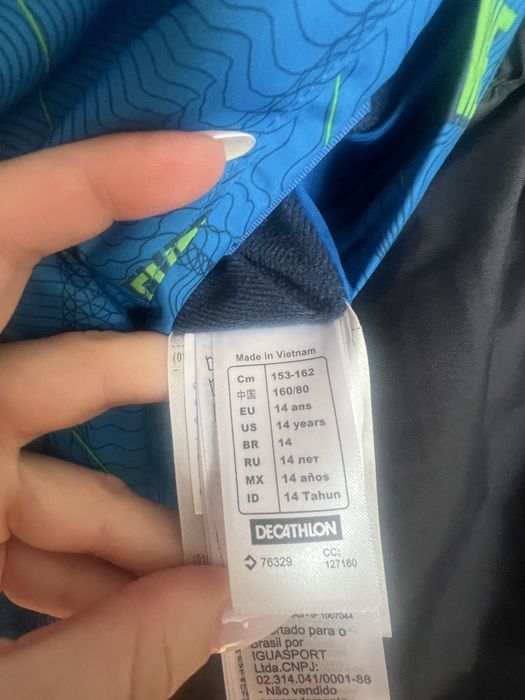 Made in Vietnam
Cm 153-162
中国 160/80
EU 14 ans
US 14 years
BR 14
RU 14 лет
MX 14 años
ID 14 Tahun
DECATHLON
76329 CC:
127160
1007044
para o
Brasil por
IGUASPORT
Ltda.CNPJ:
02.314.041/0001-88
- Não vendido